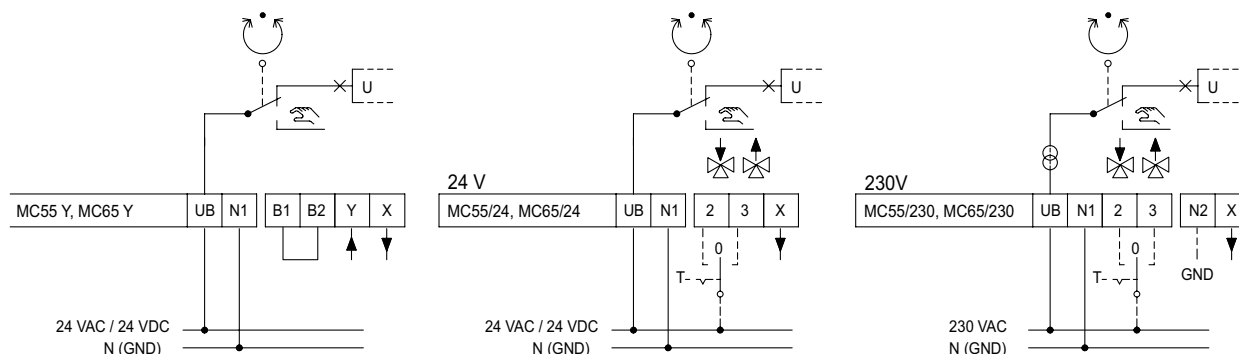 U
MC55 Y, MC65 Y
UB
N1
B1
B2
Y
X
24 VAC / 24 VDC
N (GND)
U
24 V
MC55/24, MC65/24
UB
N1
2
3
X
0
T
24 VAC / 24 VDC
N (GND)
U
230V
MC55/230, MC65/230
UB
N1
2
3
N2
X
0
GND
T
230 VAC
N (GND)